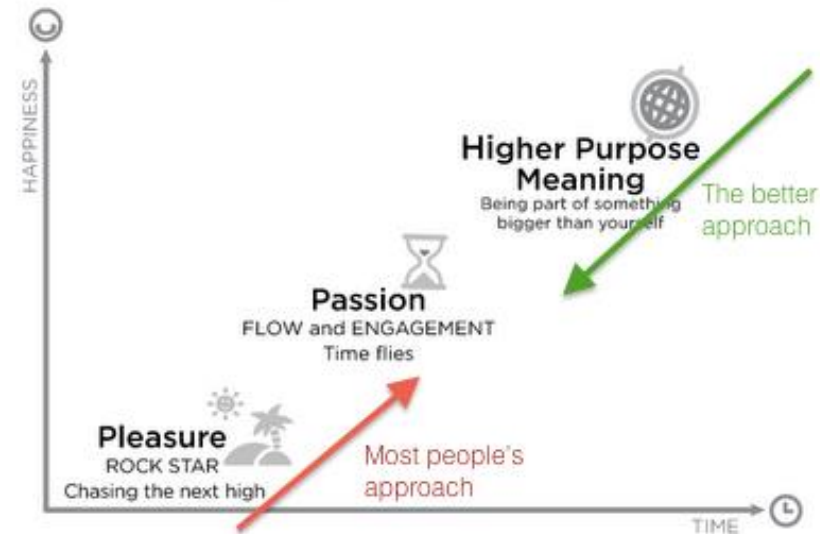 HAPPINESS
Higher Purpose
Meaning
Being part of something
bigger than yourself
The better
approach
Passion
FLOW and ENGAGEMENT
Time flies
Pleasure
ROCK STAR
Chasing the next high
Most people's
approach
TIME